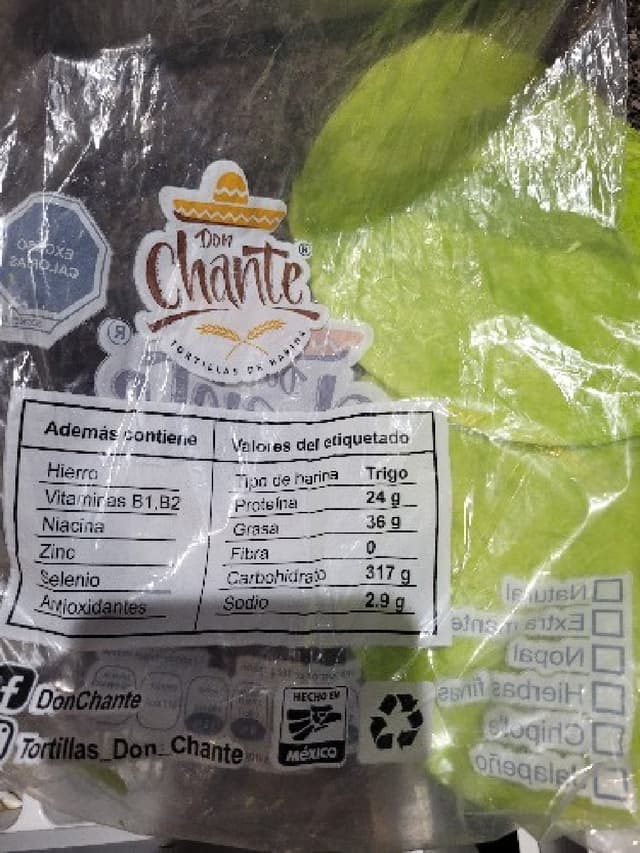 Don
Chante®
TORTILLAS DE HARINA
EXCESO
CALORÍAS
Además contiene
Hierro
Vitaminas B1,B2
Niacina
Zinc
Selenio
Antioxidantes
Valores del etiquetado
Tipo de harina Trigo
Proteína 24 g
Grasa 36 g
Fibra 0
Carbohidrato 317 g
Sodio 2.9 g
Natural
Nopal
Hierbas finas
Chipotle
Jalapeño
DonChante
Tortillas_Don_Chante
HECHO EN
MÉXICO